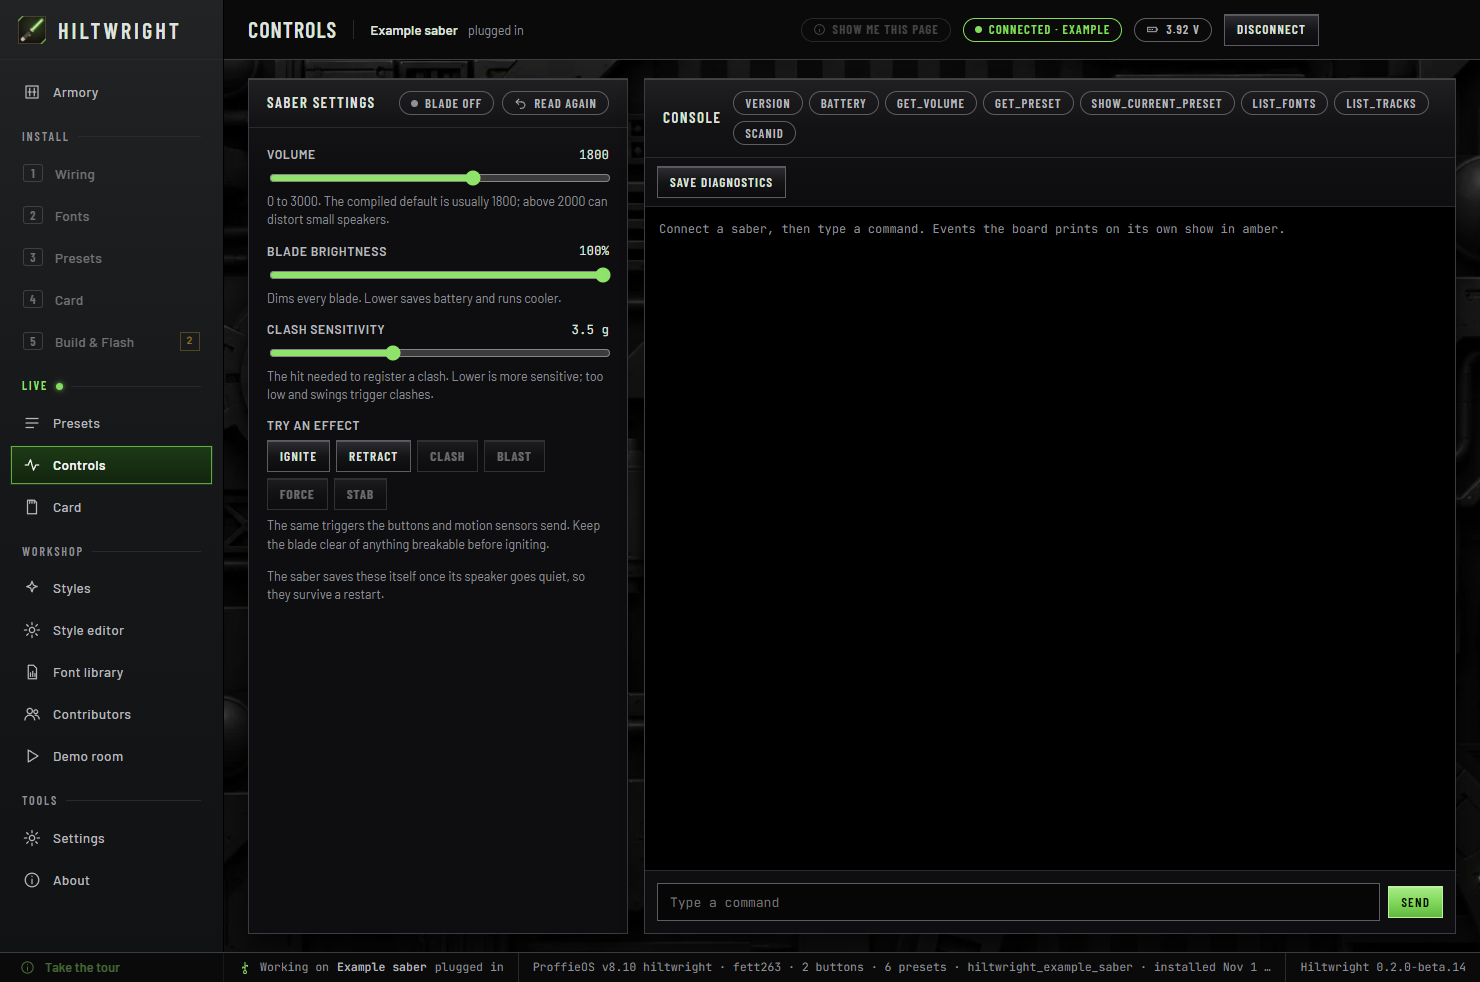 HILTWRIGHT
Armory
INSTALL
1 Wiring
2 Fonts
3 Presets
4 Card
5 Build & Flash 2
LIVE
Presets
Controls
Card
WORKSHOP
Styles
Style editor
Font library
Contributors
Demo room
TOOLS
Settings
About
Take the tour
CONTROLS Example saber plugged in
SHOW ME THIS PAGE
CONNECTED · EXAMPLE
3.92 V
DISCONNECT
SABER SETTINGS
BLADE OFF
READ AGAIN
VOLUME 1800
0 to 3000. The compiled default is usually 1800; above 2000 can
distort small speakers.
BLADE BRIGHTNESS 100%
Dims every blade. Lower saves battery and runs cooler.
CLASH SENSITIVITY 3.5 g
The hit needed to register a clash. Lower is more sensitive; too
low and swings trigger clashes.
TRY AN EFFECT
IGNITE RETRACT CLASH BLAST
FORCE STAB
The same triggers the buttons and motion sensors send. Keep
the blade clear of anything breakable before igniting.
The saber saves these itself once its speaker goes quiet, so
they survive a restart.
CONSOLE
VERSION BATTERY GET_VOLUME GET_PRESET SHOW_CURRENT_PRESET LIST_FONTS LIST_TRACKS
SCANID
SAVE DIAGNOSTICS
Connect a saber, then type a command. Events the board prints on its own show in amber.
Type a command
SEND
Working on Example saber plugged in
ProffieOS v8.10 hiltwright · fett263 · 2 buttons · 6 presets · hiltwright_example_saber · installed Nov 1 …
Hiltwright 0.2.0-beta.14